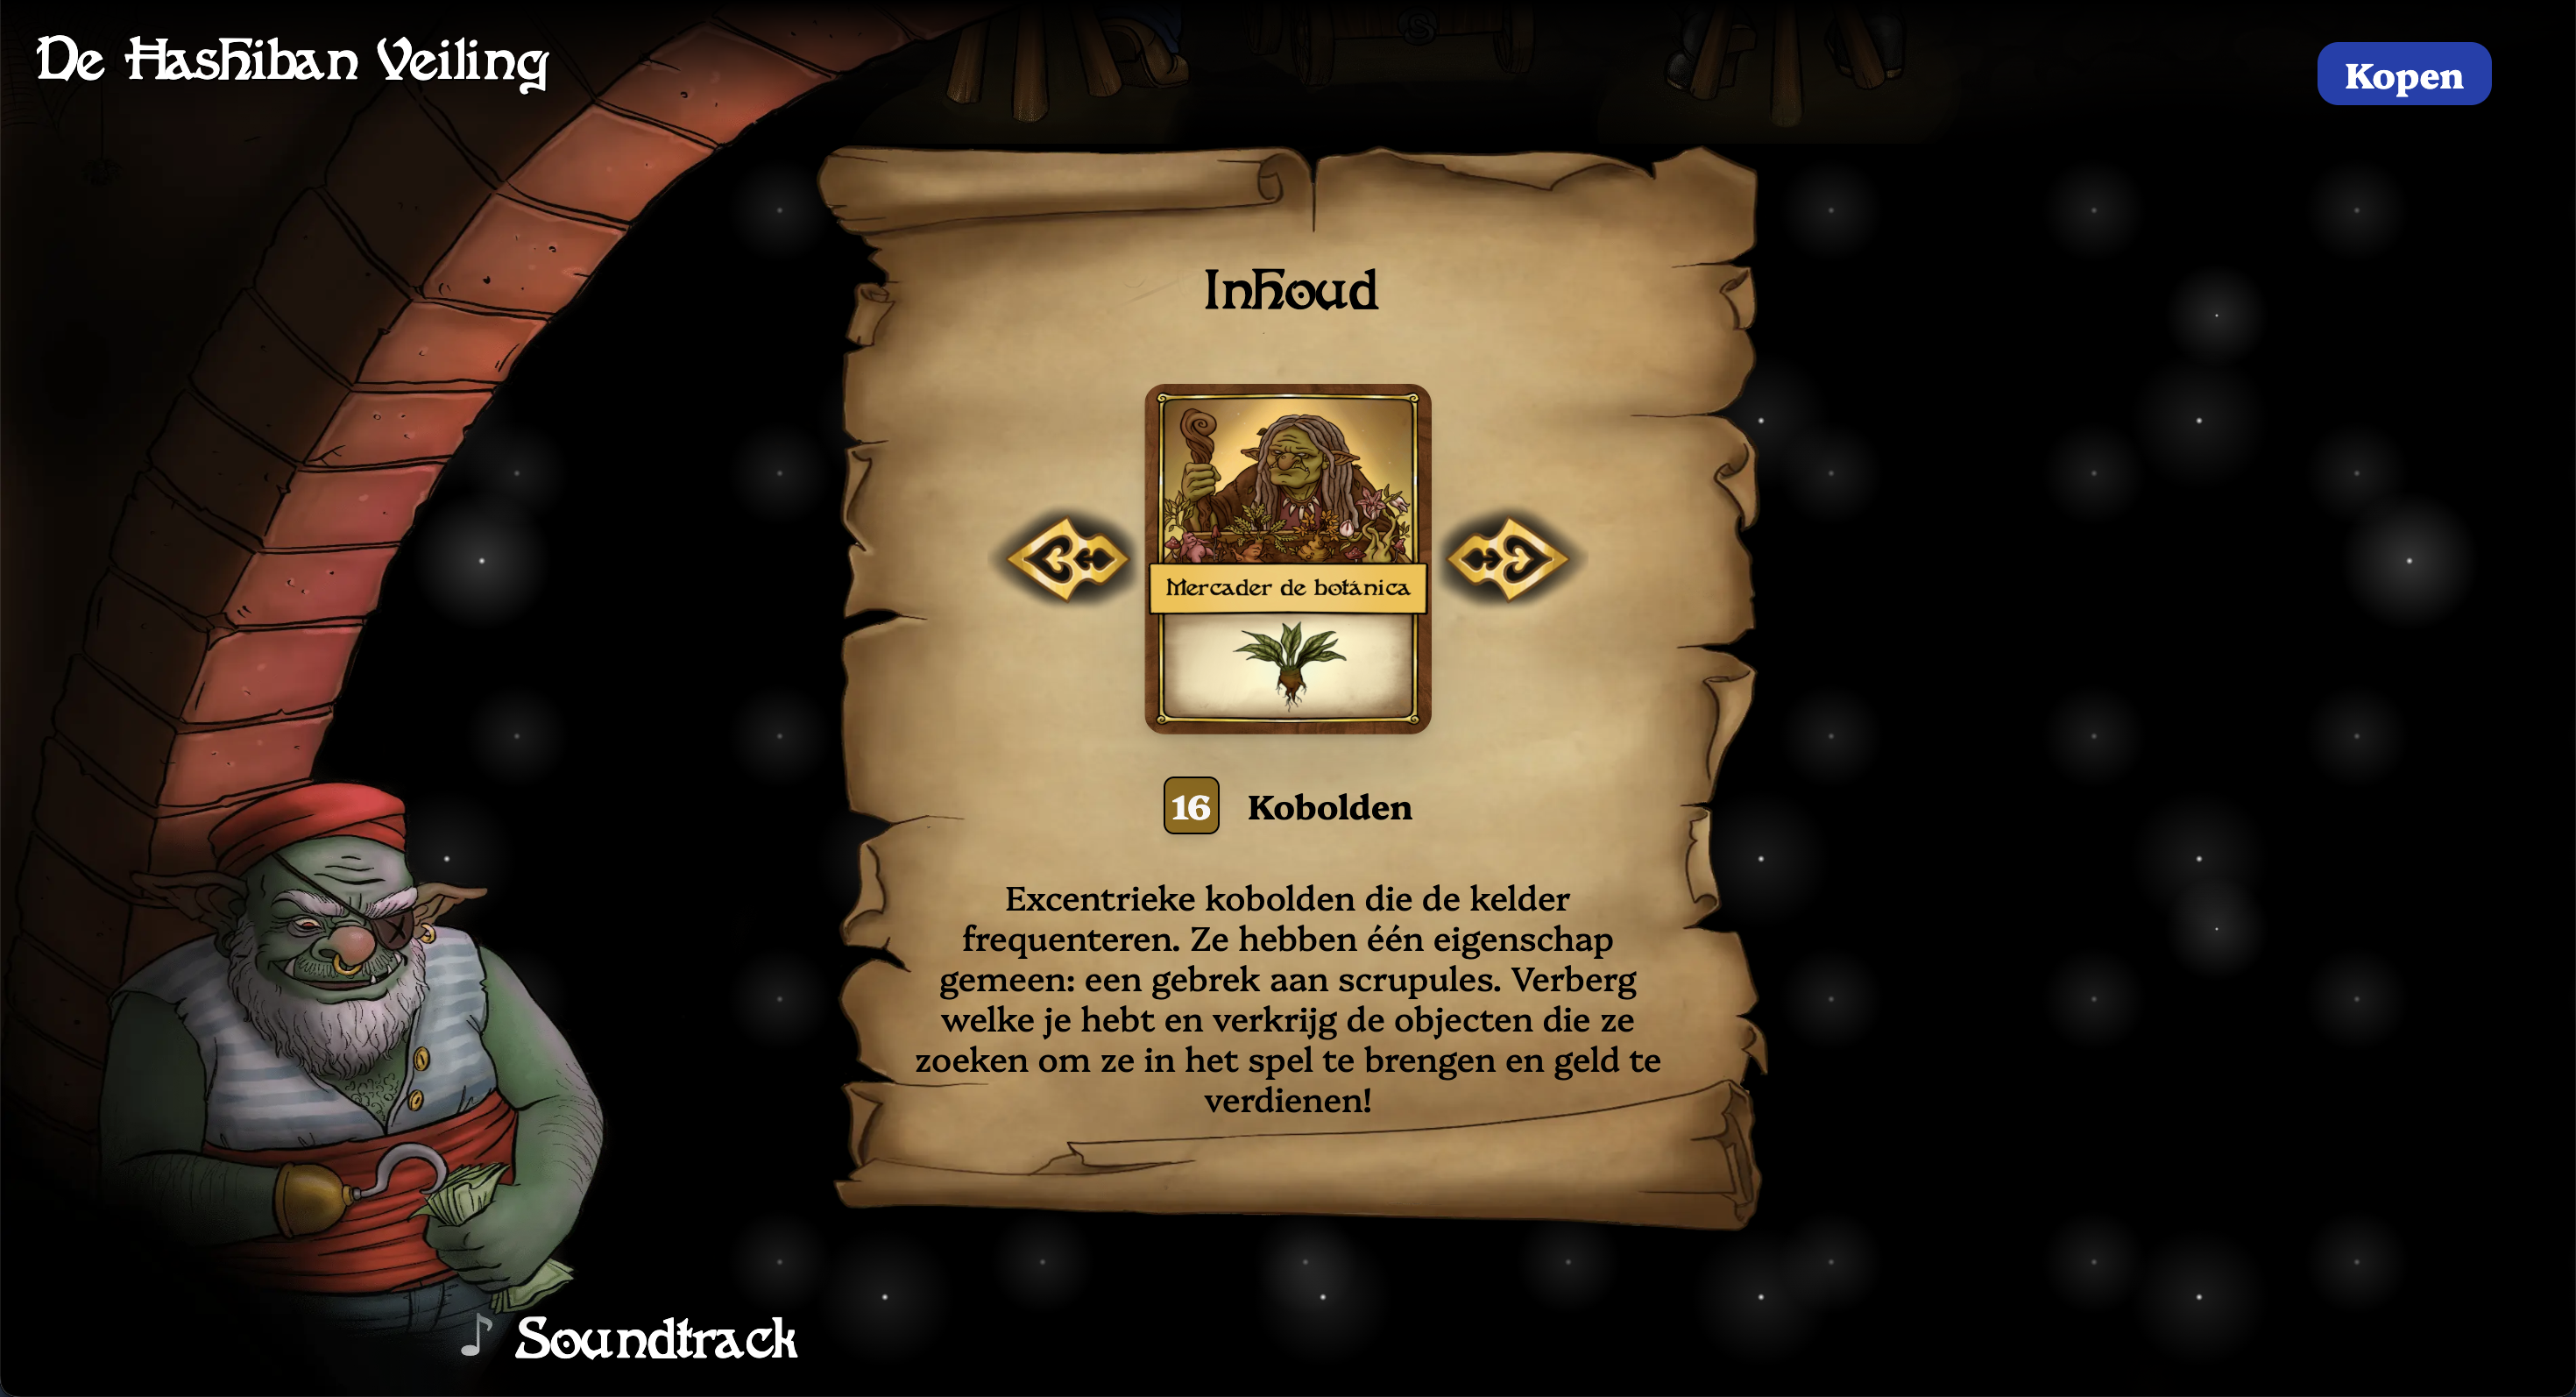 De Hashiban Veiling
Kopen
Inhoud
Mercader de botánica
16 Kobolden
Excentrieke kobolden die de kelder
frequenteren. Ze hebben één eigenschap
gemeen: een gebrek aan scrupules. Verberg
welke je hebt en verkrijg de objecten die ze
zoeken om ze in het spel te brengen en geld te
verdienen!
♪ Soundtrack